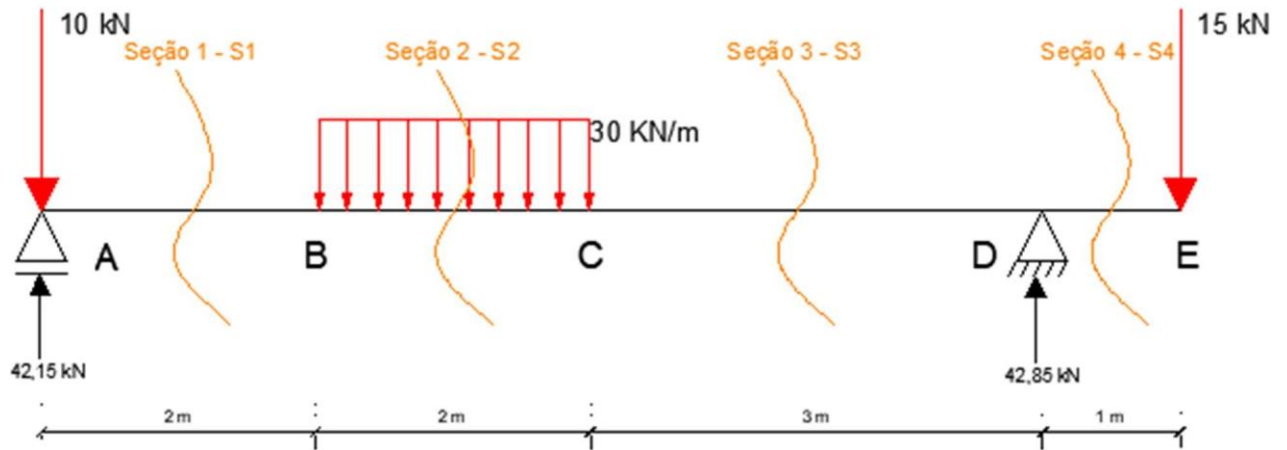 10 kN
15 kN
Seção 1 - S1
Seção 2 - S2
Seção 3 - S3
Seção 4 - S4
30 KN/m
A
B
C
D
E
42,15 kN
42,85 kN
2 m
2 m
3 m
1 m